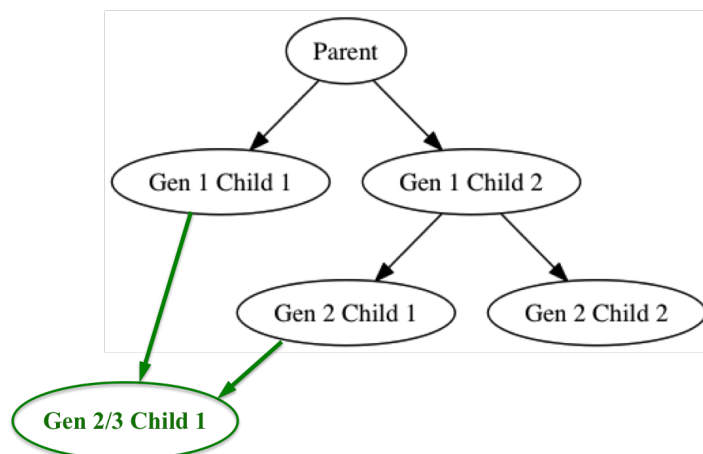 Parent
Gen 1 Child 1
Gen 1 Child 2
Gen 2 Child 1
Gen 2 Child 2
Gen 2/3 Child 1